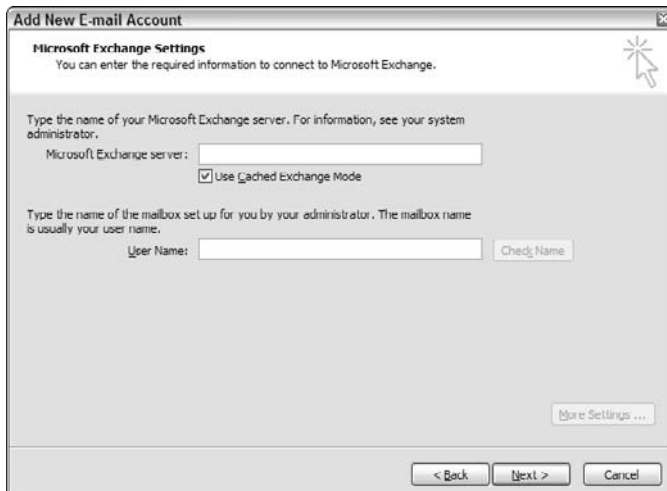 Add New E-mail Account
Microsoft Exchange Settings
You can enter the required information to connect to Microsoft Exchange.
Type the name of your Microsoft Exchange server. For information, see your system
administrator.
Microsoft Exchange server:
Use Cached Exchange Mode
Type the name of the mailbox set up for you by your administrator. The mailbox name
is usually your user name.
User Name:
Check Name
More Settings ...
< Back
Next >
Cancel